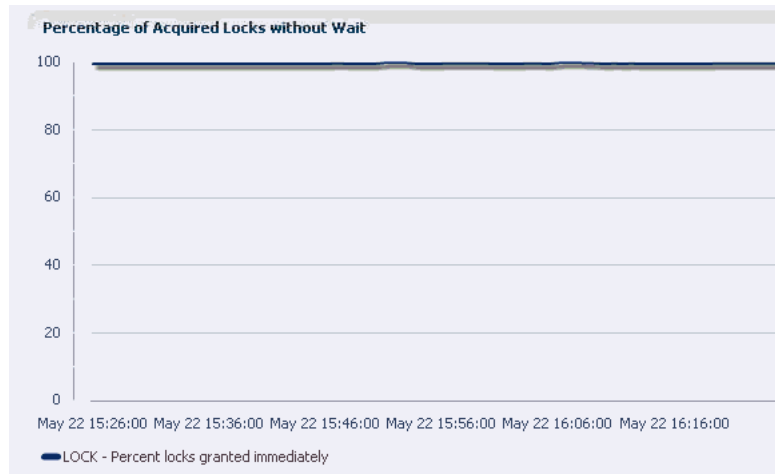 Percentage of Acquired Locks without Wait
100
80
60
40
20
0
May 22 15:26:00 May 22 15:36:00 May 22 15:46:00 May 22 15:56:00 May 22 16:06:00 May 22 16:16:00
LOCK - Percent locks granted immediately